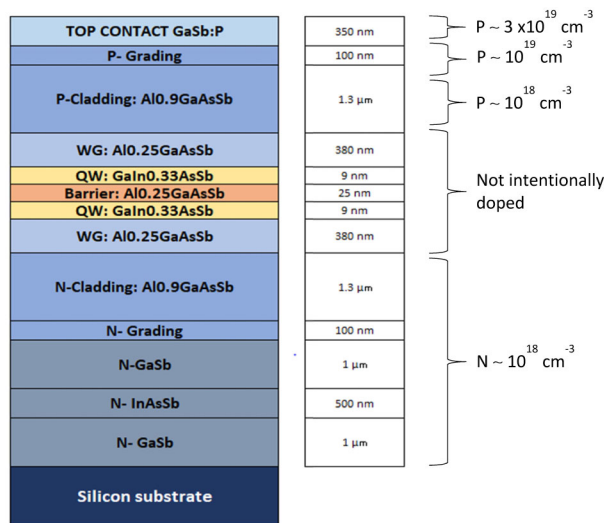 TOP CONTACT GaSb:P
350 nm
P ~ 3 x10^19 cm^-3
P- Grading
100 nm
P ~ 10^19 cm^-3
P-Cladding: Al0.9GaAsSb
1.3 µm
P ~ 10^18 cm^-3
WG: Al0.25GaAsSb
380 nm
QW: GaIn0.33AsSb
9 nm
Barrier: Al0.25GaAsSb
25 nm
QW: GaIn0.33AsSb
9 nm
WG: Al0.25GaAsSb
380 nm
Not intentionally
doped
N-Cladding: Al0.9GaAsSb
1.3 µm
N- Grading
100 nm
N-GaSb
1 µm
N- InAsSb
500 nm
N- GaSb
1 µm
N ~ 10^18 cm^-3
Silicon substrate